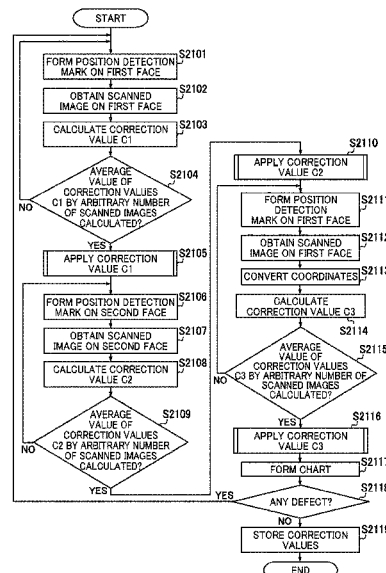 START
S2101
FORM POSITION DETECTION
MARK ON FIRST FACE
S2102
OBTAIN SCANNED
IMAGE ON FIRST FACE
S2103
CALCULATE CORRECTION
VALUE C1
S2104
AVERAGE
VALUE OF
CORRECTION VALUES
C1 BY ARBITRARY NUMBER
OF SCANNED IMAGES
CALCULATED?
NO
YES
S2105
APPLY CORRECTION
VALUE C1
S2106
FORM POSITION DETECTION
MARK ON SECOND FACE
S2107
OBTAIN SCANNED
IMAGE ON SECOND FACE
S2108
CALCULATE CORRECTION
VALUE C2
S2109
AVERAGE
VALUE OF
CORRECTION VALUES
C2 BY ARBITRARY NUMBER
OF SCANNED IMAGES
CALCULATED?
NO
YES
S2110
APPLY CORRECTION
VALUE C2
S2111
FORM POSITION
DETECTION
MARK ON FIRST FACE
S2112
OBTAIN SCANNED
IMAGE ON FIRST FACE
S2113
CONVERT COORDINATES
CALCULATE
CORRECTION VALUE C3
S2114
S2115
AVERAGE
VALUE OF
CORRECTION VALUES
C3 BY ARBITRARY NUMBER OF
SCANNED IMAGES
CALCULATED?
NO
YES
S2116
APPLY CORRECTION
VALUE C3
S2117
FORM CHART
S2118
YES
ANY DEFECT?
NO
S2119
STORE CORRECTION
VALUES
END